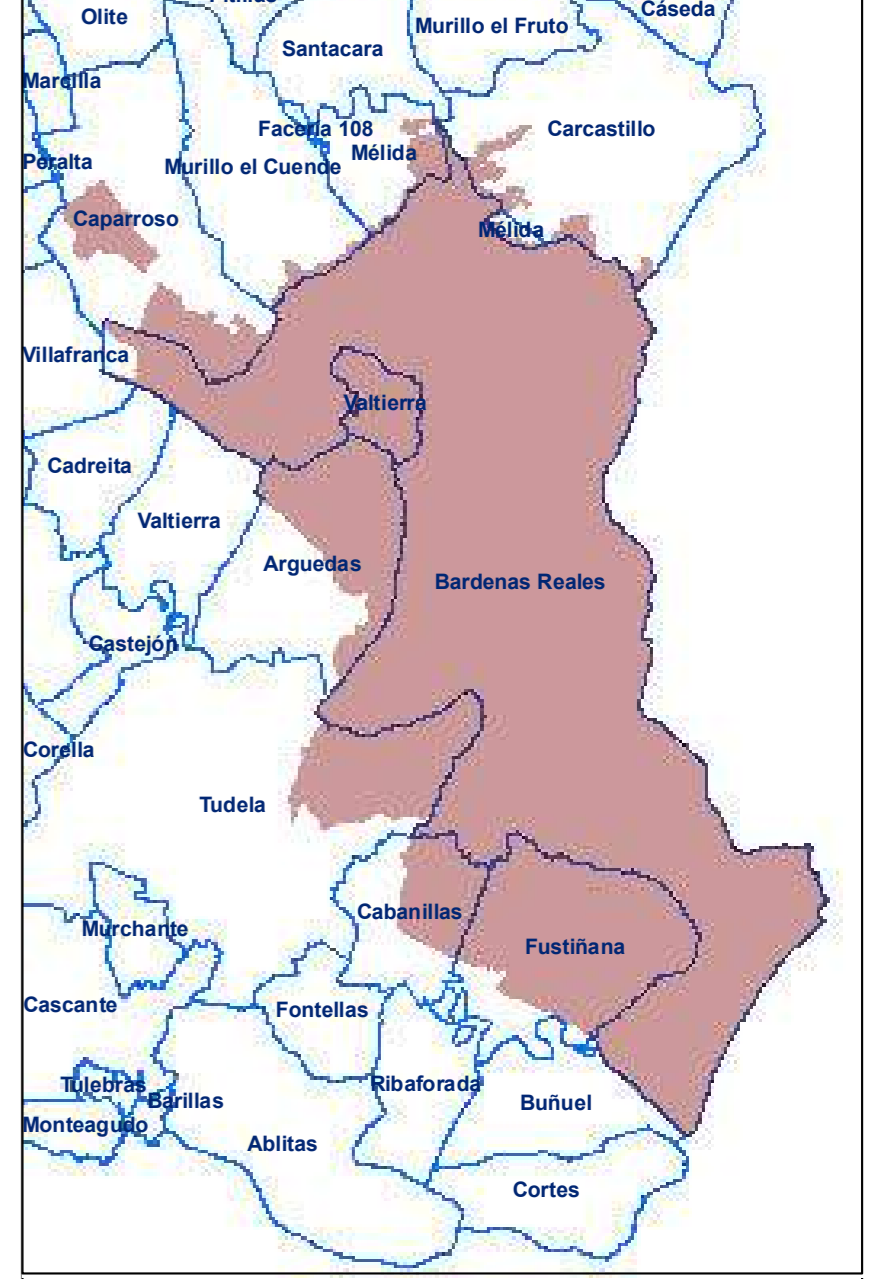 Olite
Cáseda
Murillo el Fruto
Santacara
Marcilla
Facería 108
Carcastillo
Mélida
Peralta
Murillo el Cuende
Caparroso
Mélida
Villafranca
Valtierra
Cadreita
Valtierra
Arguedas
Bardenas Reales
Castejón
Corella
Tudela
Cabanillas
Murchante
Fustiñana
Cascante
Fontellas
Tulebras
Ribaforada
Barillas
Buñuel
Monteagudo
Ablitas
Cortes